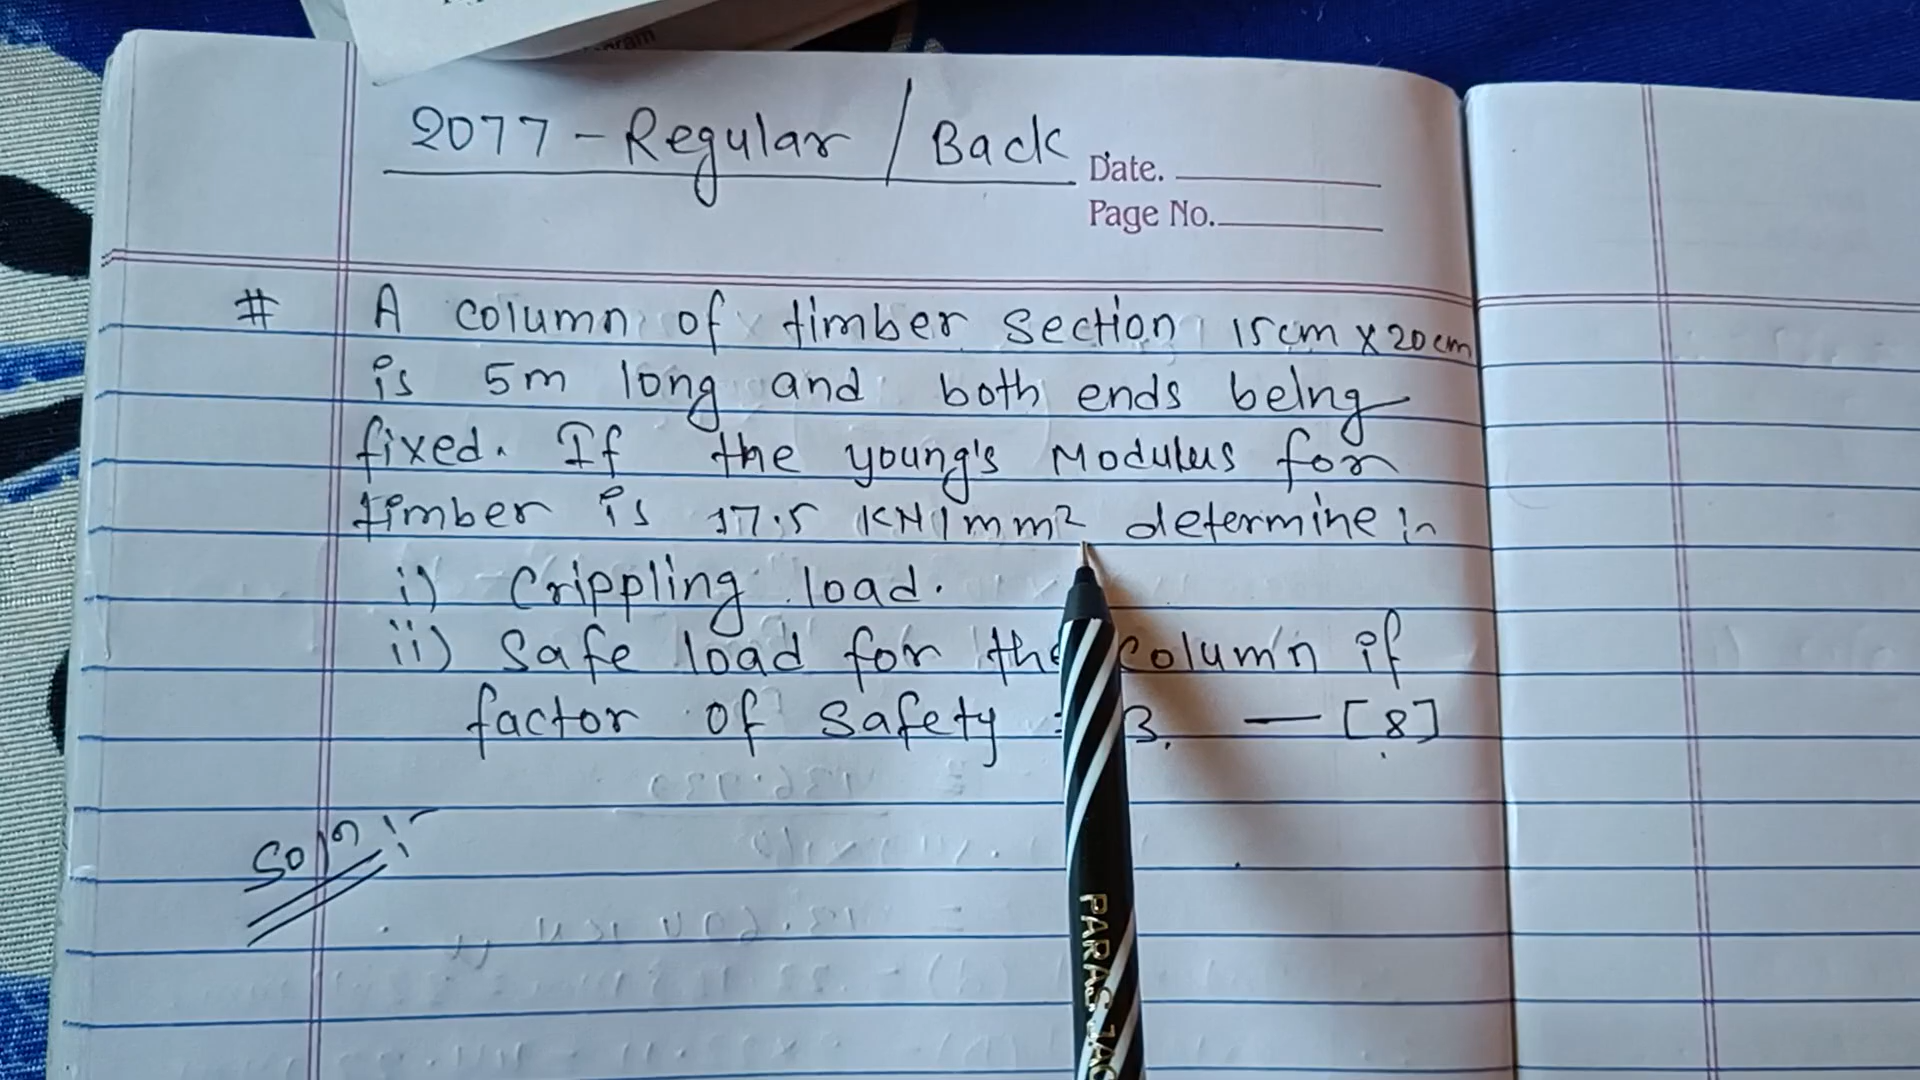 2077 - Regular / Back
Date.
Page No.
# A column of timber section 15cm x 20cm
is 5m long and both ends being
fixed. If the young's Modulus for
timber is 17.5 KN/mm² determine :-
i) Crippling load.
ii) Safe load for the column if
factor of safety = 3. — [8]
Soln :-
PARAS JA